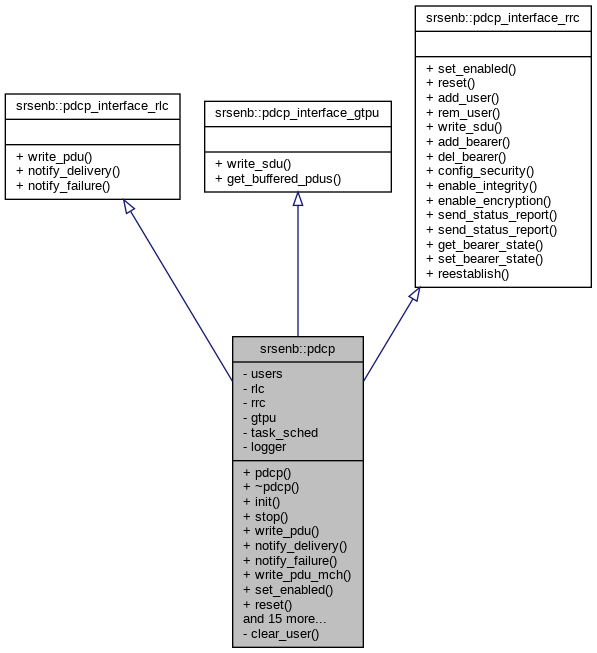 srsenb::pdcp_interface_rlc
+ write_pdu()
+ notify_delivery()
+ notify_failure()
srsenb::pdcp_interface_gtpu
+ write_sdu()
+ get_buffered_pdus()
srsenb::pdcp_interface_rrc
+ set_enabled()
+ reset()
+ add_user()
+ rem_user()
+ write_sdu()
+ add_bearer()
+ del_bearer()
+ config_security()
+ enable_integrity()
+ enable_encryption()
+ send_status_report()
+ send_status_report()
+ get_bearer_state()
+ set_bearer_state()
+ reestablish()
srsenb::pdcp
- users
- rlc
- rrc
- gtpu
- task_sched
- logger
+ pdcp()
+ ~pdcp()
+ init()
+ stop()
+ write_pdu()
+ notify_delivery()
+ notify_failure()
+ write_pdu_mch()
+ set_enabled()
+ reset()
and 15 more...
- clear_user()